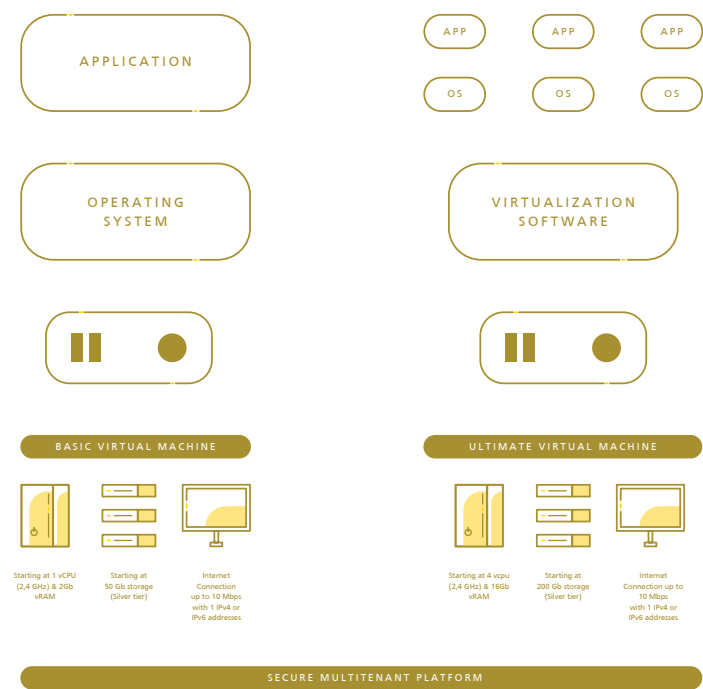 APPLICATION
APP
APP
APP
OS
OS
OS
OPERATING
SYSTEM
VIRTUALIZATION
SOFTWARE
BASIC VIRTUAL MACHINE
ULTIMATE VIRTUAL MACHINE
Starting at 1 vCPU
(2,4 GHz) & 2Gb
vRAM
Starting at
50 Gb storage
(Silver tier)
Internet
Connection
up to 10 Mbps
with 1 IPv4 or
IPv6 addresses
Starting at 4 vcpu
(2,4 GHz) & 16Gb
vRAM
Starting at
200 Gb storage
(Silver tier)
Internet
Connection up to
10 Mbps
with 1 IPv4 or
IPv6 addresses
SECURE MULTITENANT PLATFORM